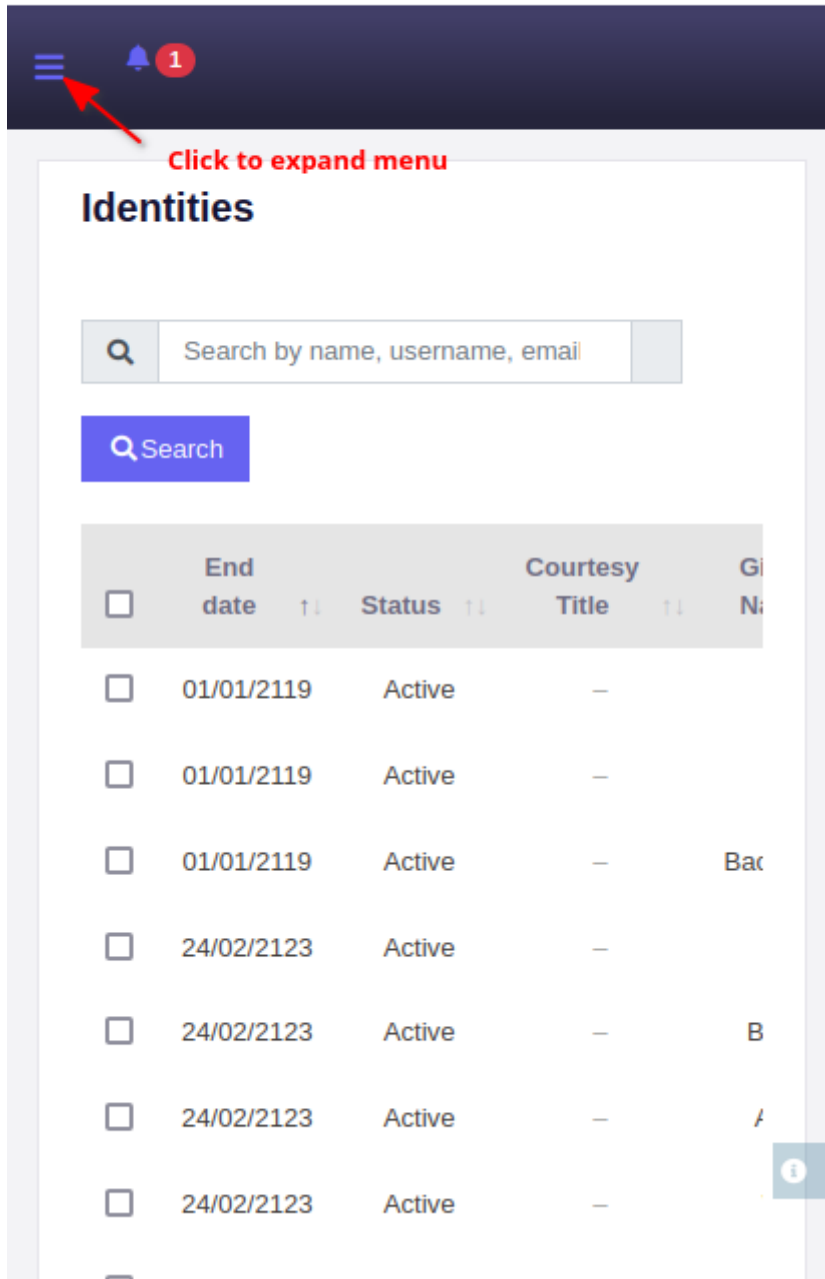 1
Click to expand menu
Identities
Search by name, username, email
Search
End date ↑↓ Status ↑↓ Courtesy Title ↑↓
01/01/2119 Active –
01/01/2119 Active –
01/01/2119 Active –
24/02/2123 Active –
24/02/2123 Active – B
24/02/2123 Active –
24/02/2123 Active –